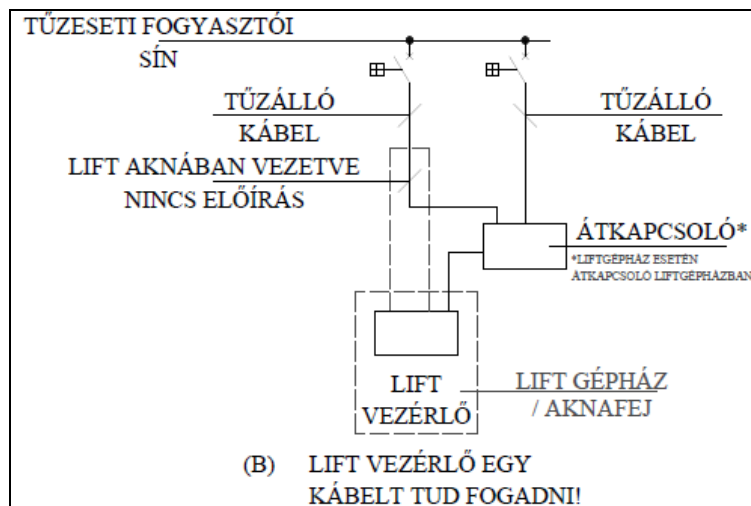 TŰZESETI FOGYASZTÓI
SÍN
TŰZÁLLÓ
KÁBEL
TŰZÁLLÓ
KÁBEL
LIFT AKNÁBAN VEZETVE
NINCS ELŐÍRÁS
ÁTKAPCSOLÓ*
*LIFTGÉPHÁZ ESETÉN
ÁTKAPCSOLÓ LIFTGÉPHÁZBAN
LIFT
VEZÉRLŐ
LIFT GÉPHÁZ
/ AKNAFEJ
(B) LIFT VEZÉRLŐ EGY
KÁBELT TUD FOGADNI!